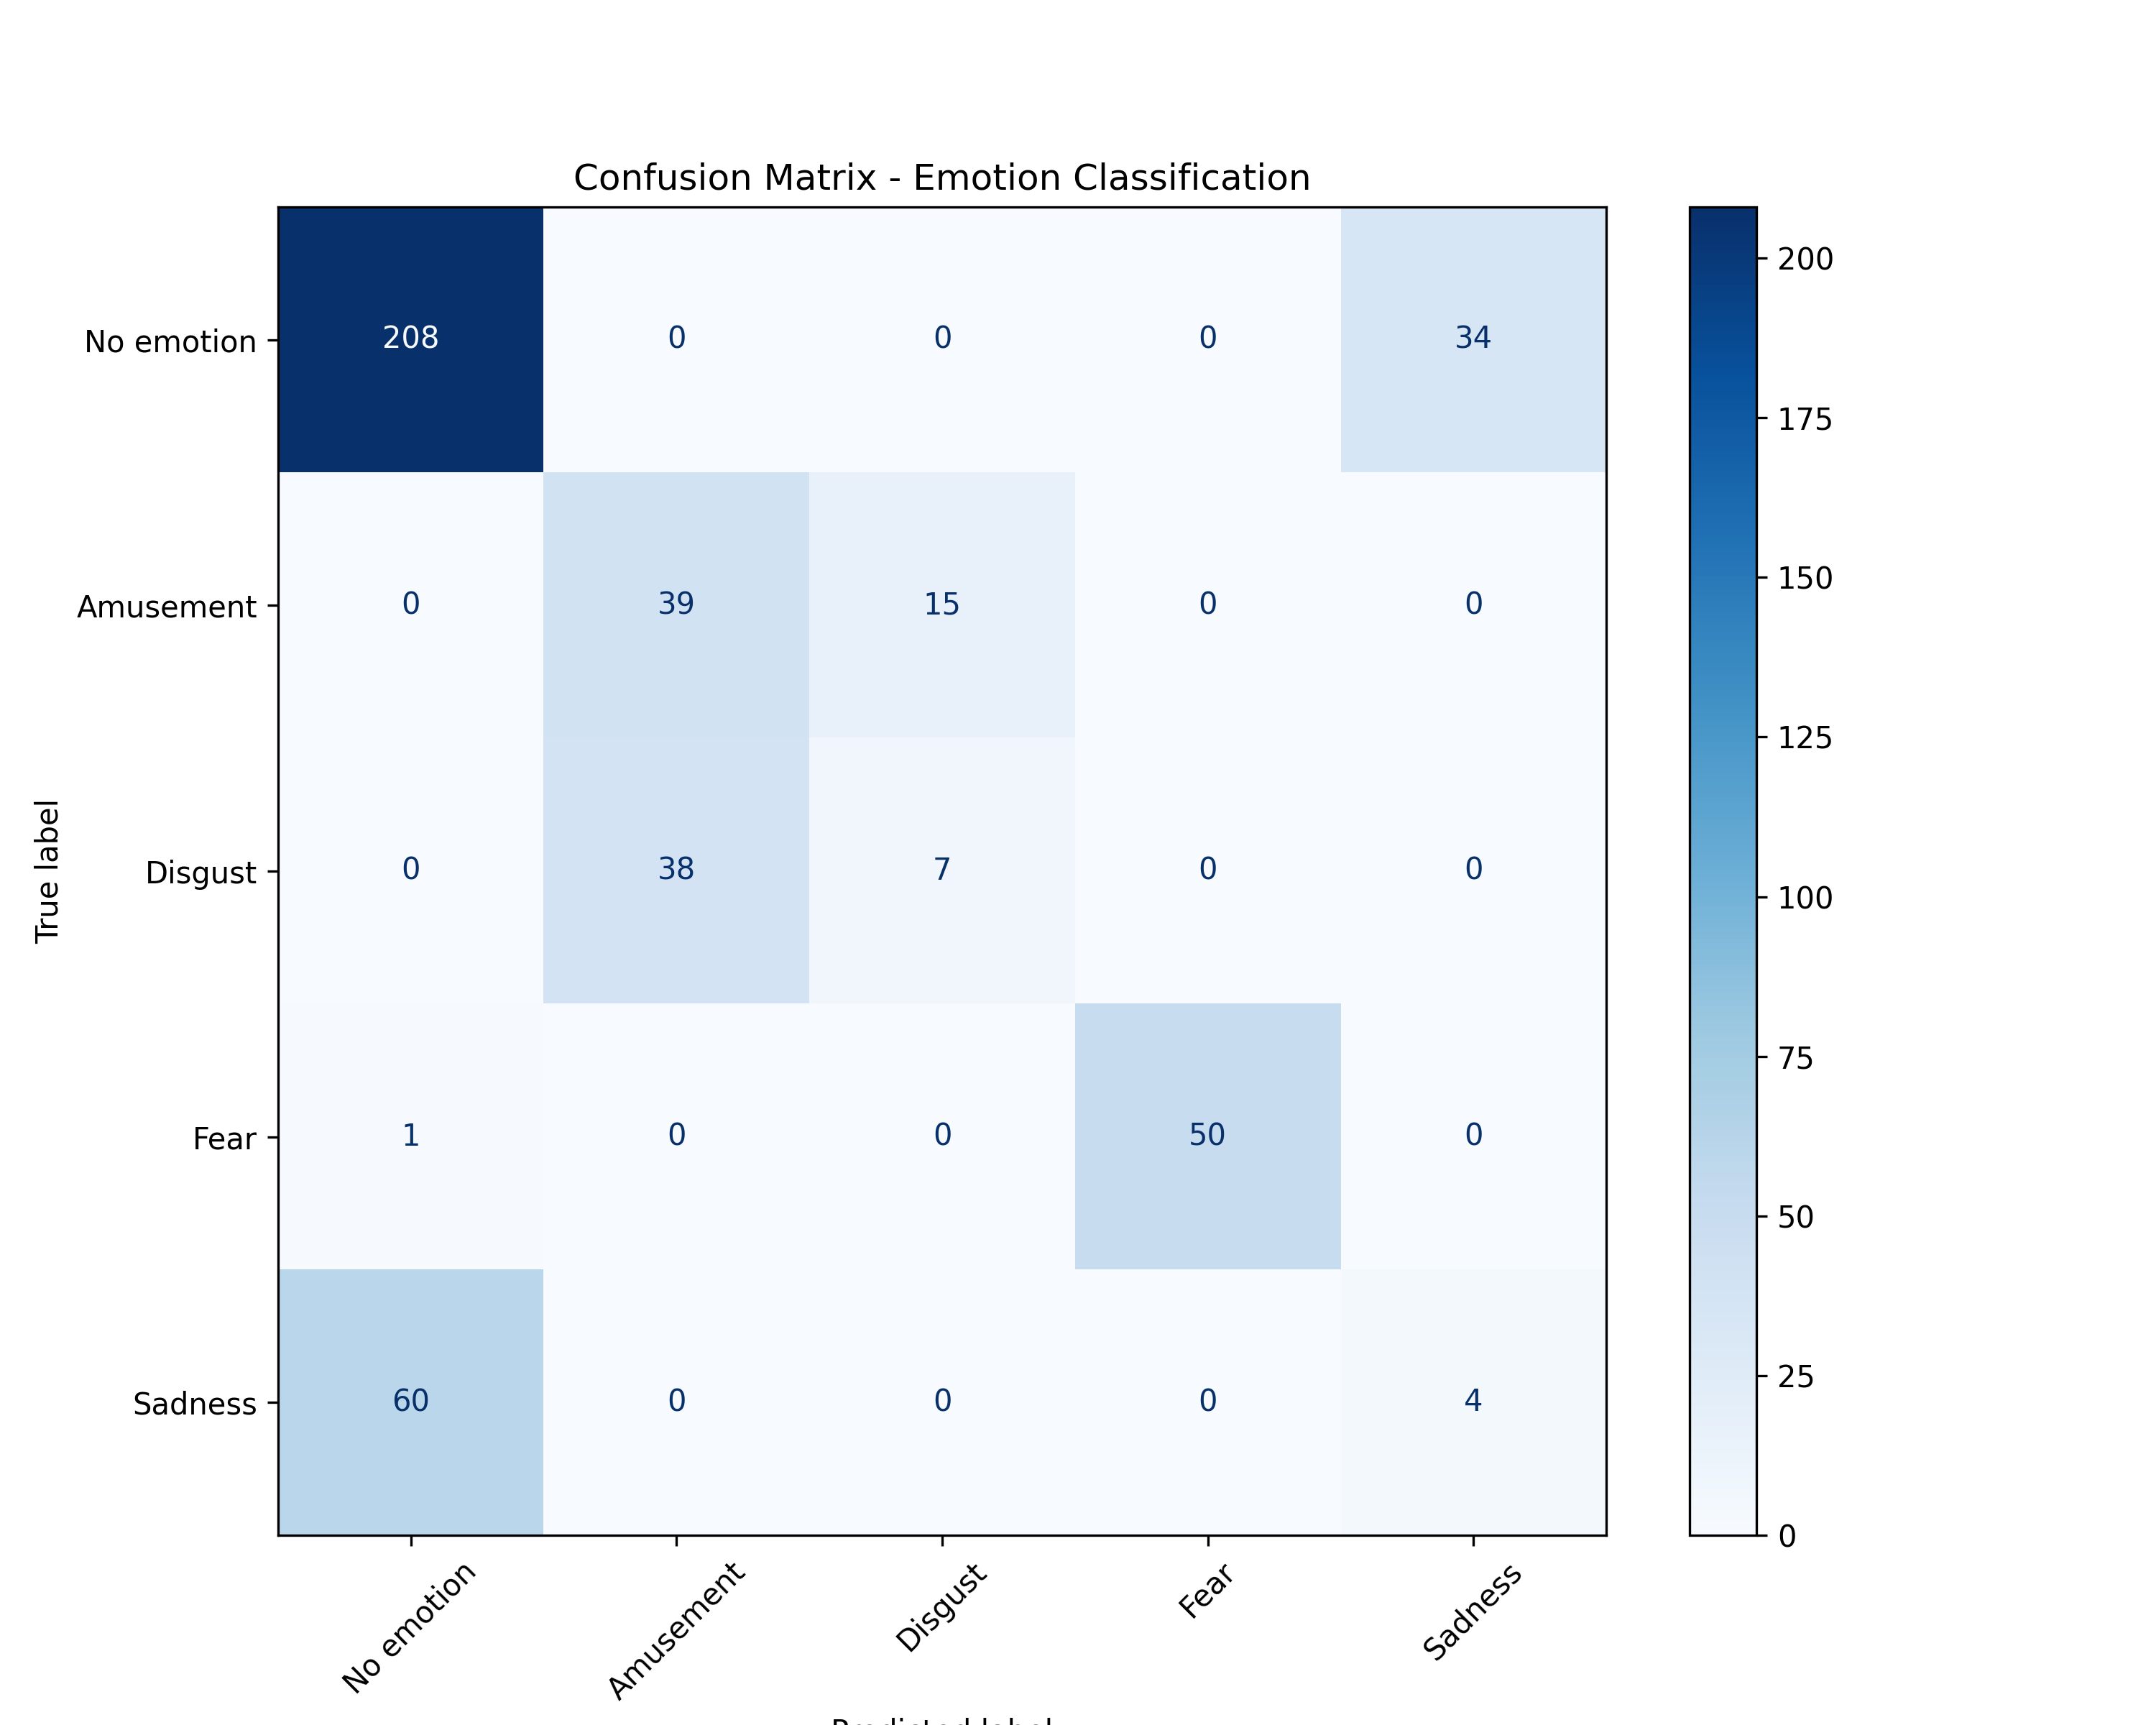 Confusion Matrix - Emotion Classification
No emotion 208 0 0 0 34
Amusement 0 39 15 0 0
Disgust 0 38 7 0 0
Fear 1 0 0 50 0
Sadness 60 0 0 0 4
True label
No emotion Amusement Disgust Fear Sadness
Predicted label
200
175
150
125
100
75
50
25
0